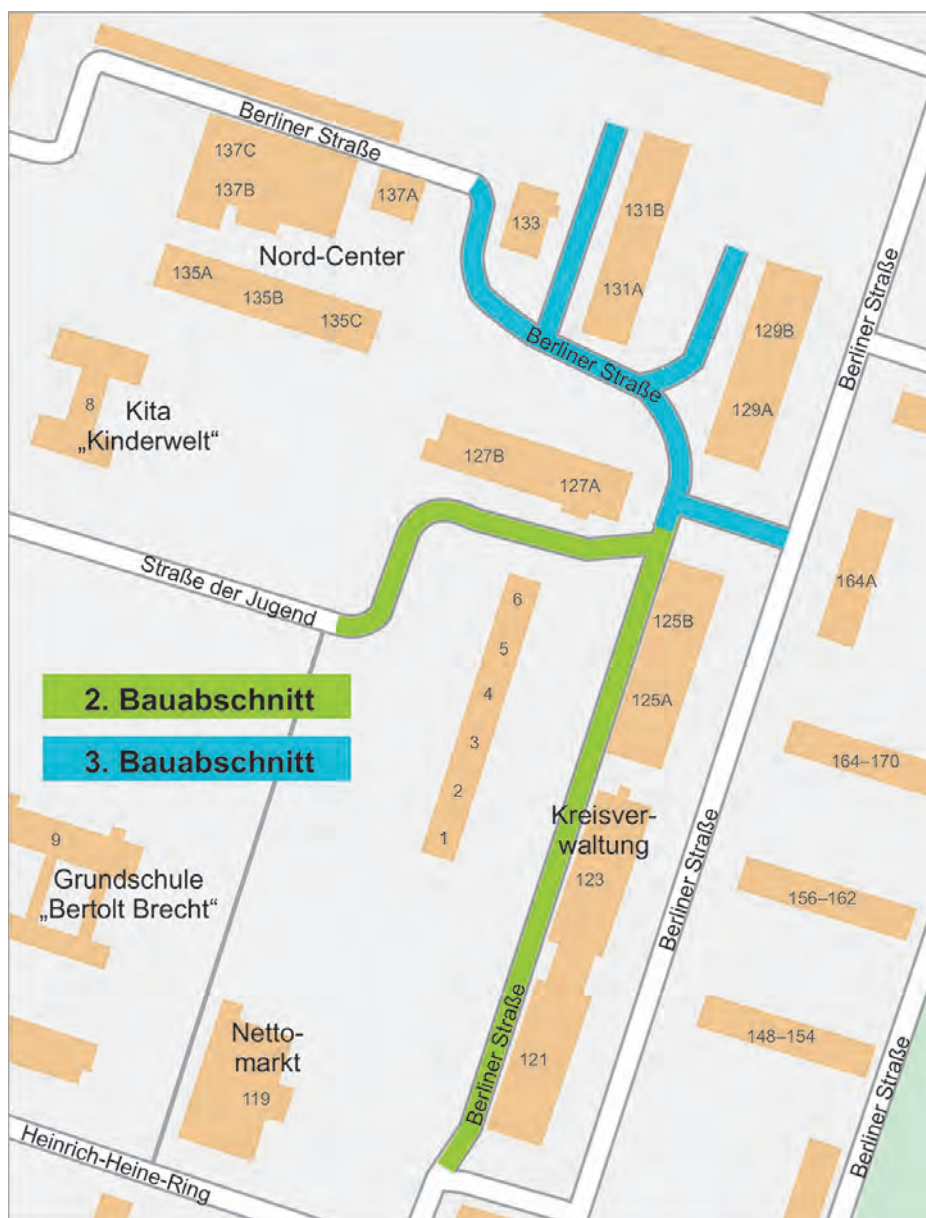 Berliner Straße
137C
137B
137A
133
131B
Nord-Center
135A
135B
135C
131A
Berliner Straße
129B
Berliner Straße
129A
8
Kita
„Kinderwelt“
127B
127A
Straße der Jugend
6
164A
125B
5
2. Bauabschnitt
4
125A
3. Bauabschnitt
3
164–170
2
1
Kreisver-
waltung
123
9
Grundschule
„Bertolt Brecht“
156–162
Berliner Straße
Netto-
markt
119
Berliner Straße
121
148–154
Berliner Straße
Heinrich-Heine-Ring